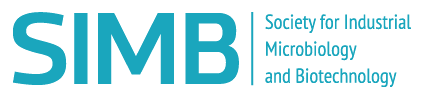 SIMB
Society for Industrial
Microbiology
and Biotechnology